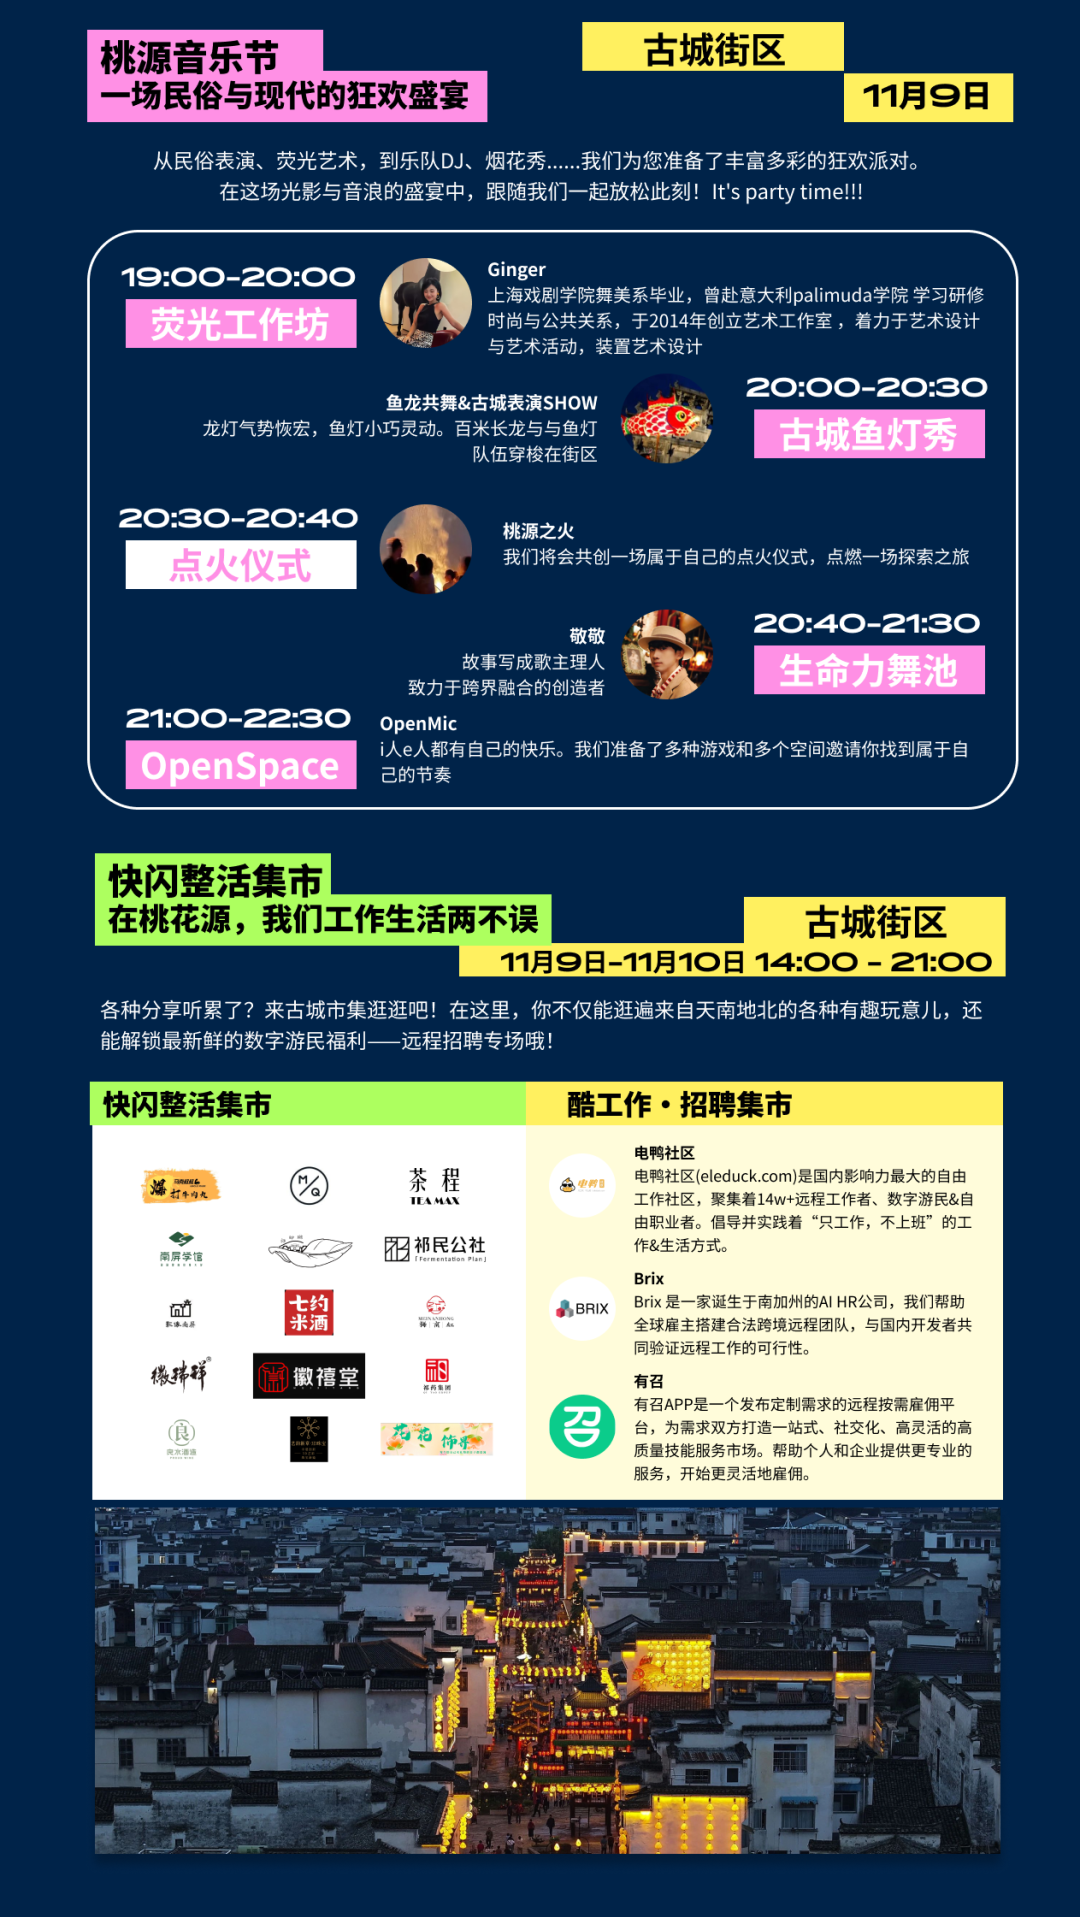 桃源音乐节
一场民俗与现代的狂欢盛宴
古城街区
11月9日
从民俗表演、荧光艺术，到乐队DJ、烟花秀......我们为您准备了丰富多彩的狂欢派对。
在这场光影与音浪的盛宴中，跟随我们一起放松此刻！It's party time!!!
19:00-20:00
荧光工作坊
Ginger
上海戏剧学院舞美系毕业，曾赴意大利palimuda学院 学习研修
时尚与公共关系，于2014年创立艺术工作室 ，着力于艺术设计
与艺术活动，装置艺术设计
鱼龙共舞&古城表演SHOW
龙灯气势恢宏，鱼灯小巧灵动。百米长龙与与鱼灯
队伍穿梭在街区
20:00-20:30
古城鱼灯秀
20:30-20:40
点火仪式
桃源之火
我们将会共创一场属于自己的点火仪式，点燃一场探索之旅
敬敬
故事写成歌主理人
致力于跨界融合的创造者
20:40-21:30
生命力舞池
21:00-22:30
OpenSpace
OpenMic
i人e人都有自己的快乐。我们准备了多种游戏和多个空间邀请你找到属于自
己的节奏
快闪整活集市
在桃花源，我们工作生活两不误
古城街区
11月9日-11月10日 14:00 - 21:00
各种分享听累了？来古城市集逛逛吧！在这里，你不仅能逛遍来自天南地北的各种有趣玩意儿，还
能解锁最新鲜的数字游民福利——远程招聘专场哦！
快闪整活集市
酷工作·招聘集市
爆
打牛肉丸
M/Q
茶 程
TEA MAX
南屏学馆
祁民公社
「Fermentation Plan」
七约
米酒
徽瑞祥
徽禧堂
祁药集团
良
花花饰界
电鸭
电鸭社区
电鸭社区(eleduck.com)是国内影响力最大的自由
工作社区，聚集着14w+远程工作者、数字游民&自
由职业者。倡导并实践着“只工作，不上班”的工
作&生活方式。
BRIX
Brix
Brix 是一家诞生于南加州的AI HR公司，我们帮助
全球雇主搭建合法跨境远程团队，与国内开发者共
同验证远程工作的可行性。
召
有召
有召APP是一个发布定制需求的远程按需雇佣平
台，为需求双方打造一站式、社交化、高灵活的高
质量技能服务市场。帮助个人和企业提供更专业的
服务，开始更灵活地雇佣。